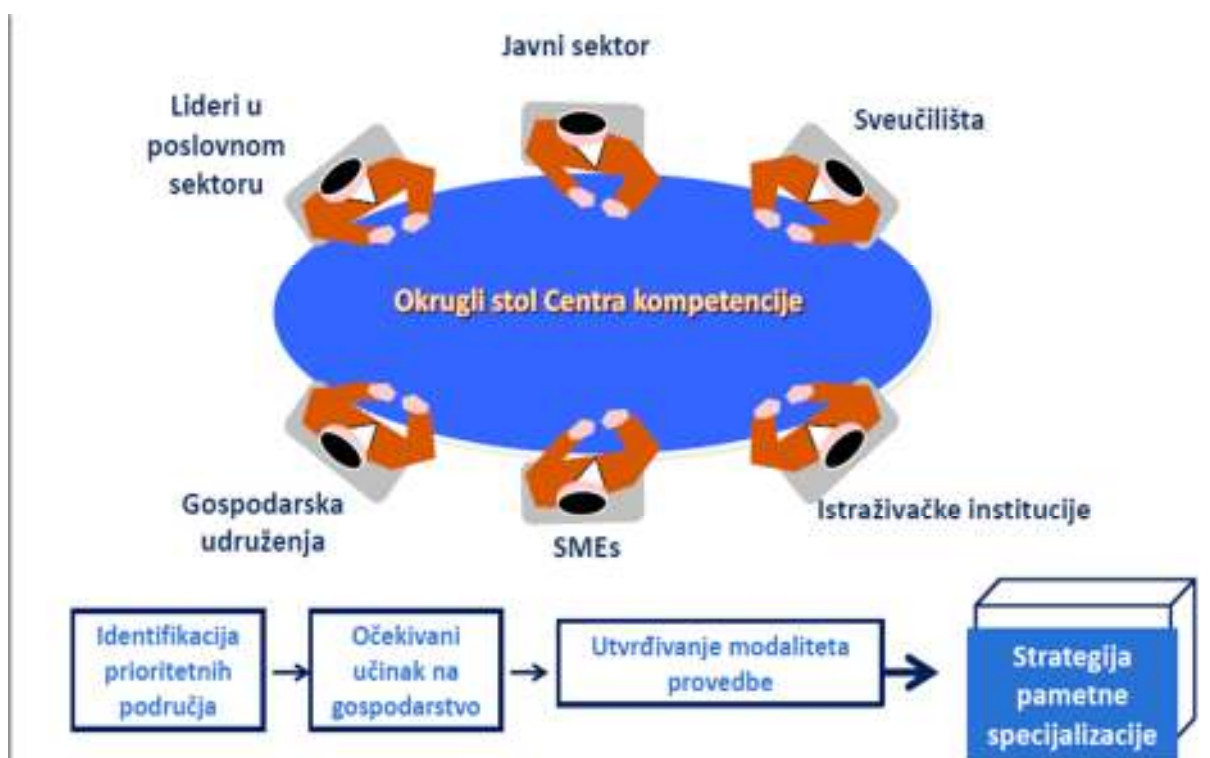 Javni sektor
Lideri u
poslovnom
sektoru
Sveučilišta
Okrugli stol Centra kompetencije
Gospodarska
udruženja
SMEs
Istraživačke institucije
Identifikacija
prioritetnih
područja
Očekivani
učinak na
gospodarstvo
Utvrđivanje modaliteta
provedbe
Strategija
pametne
specijalizacije